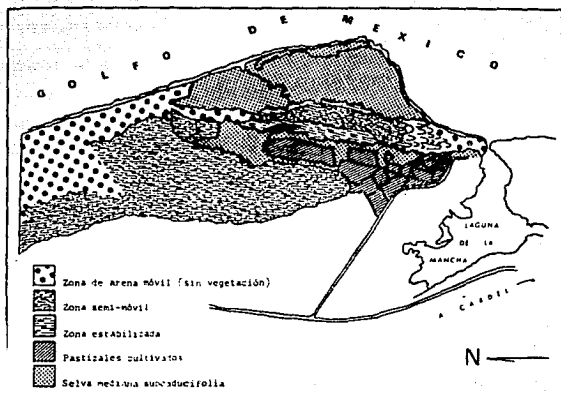 GOLFO DE MEXICO
LAGUNA
DE LA
MANCHA
A CARDEL
Zona de Arena móvil (sin vegetación)
Zona semi-móvil
Zona estabilizada
Pastizales cultivados
Selva mediana subcaducifolia
N